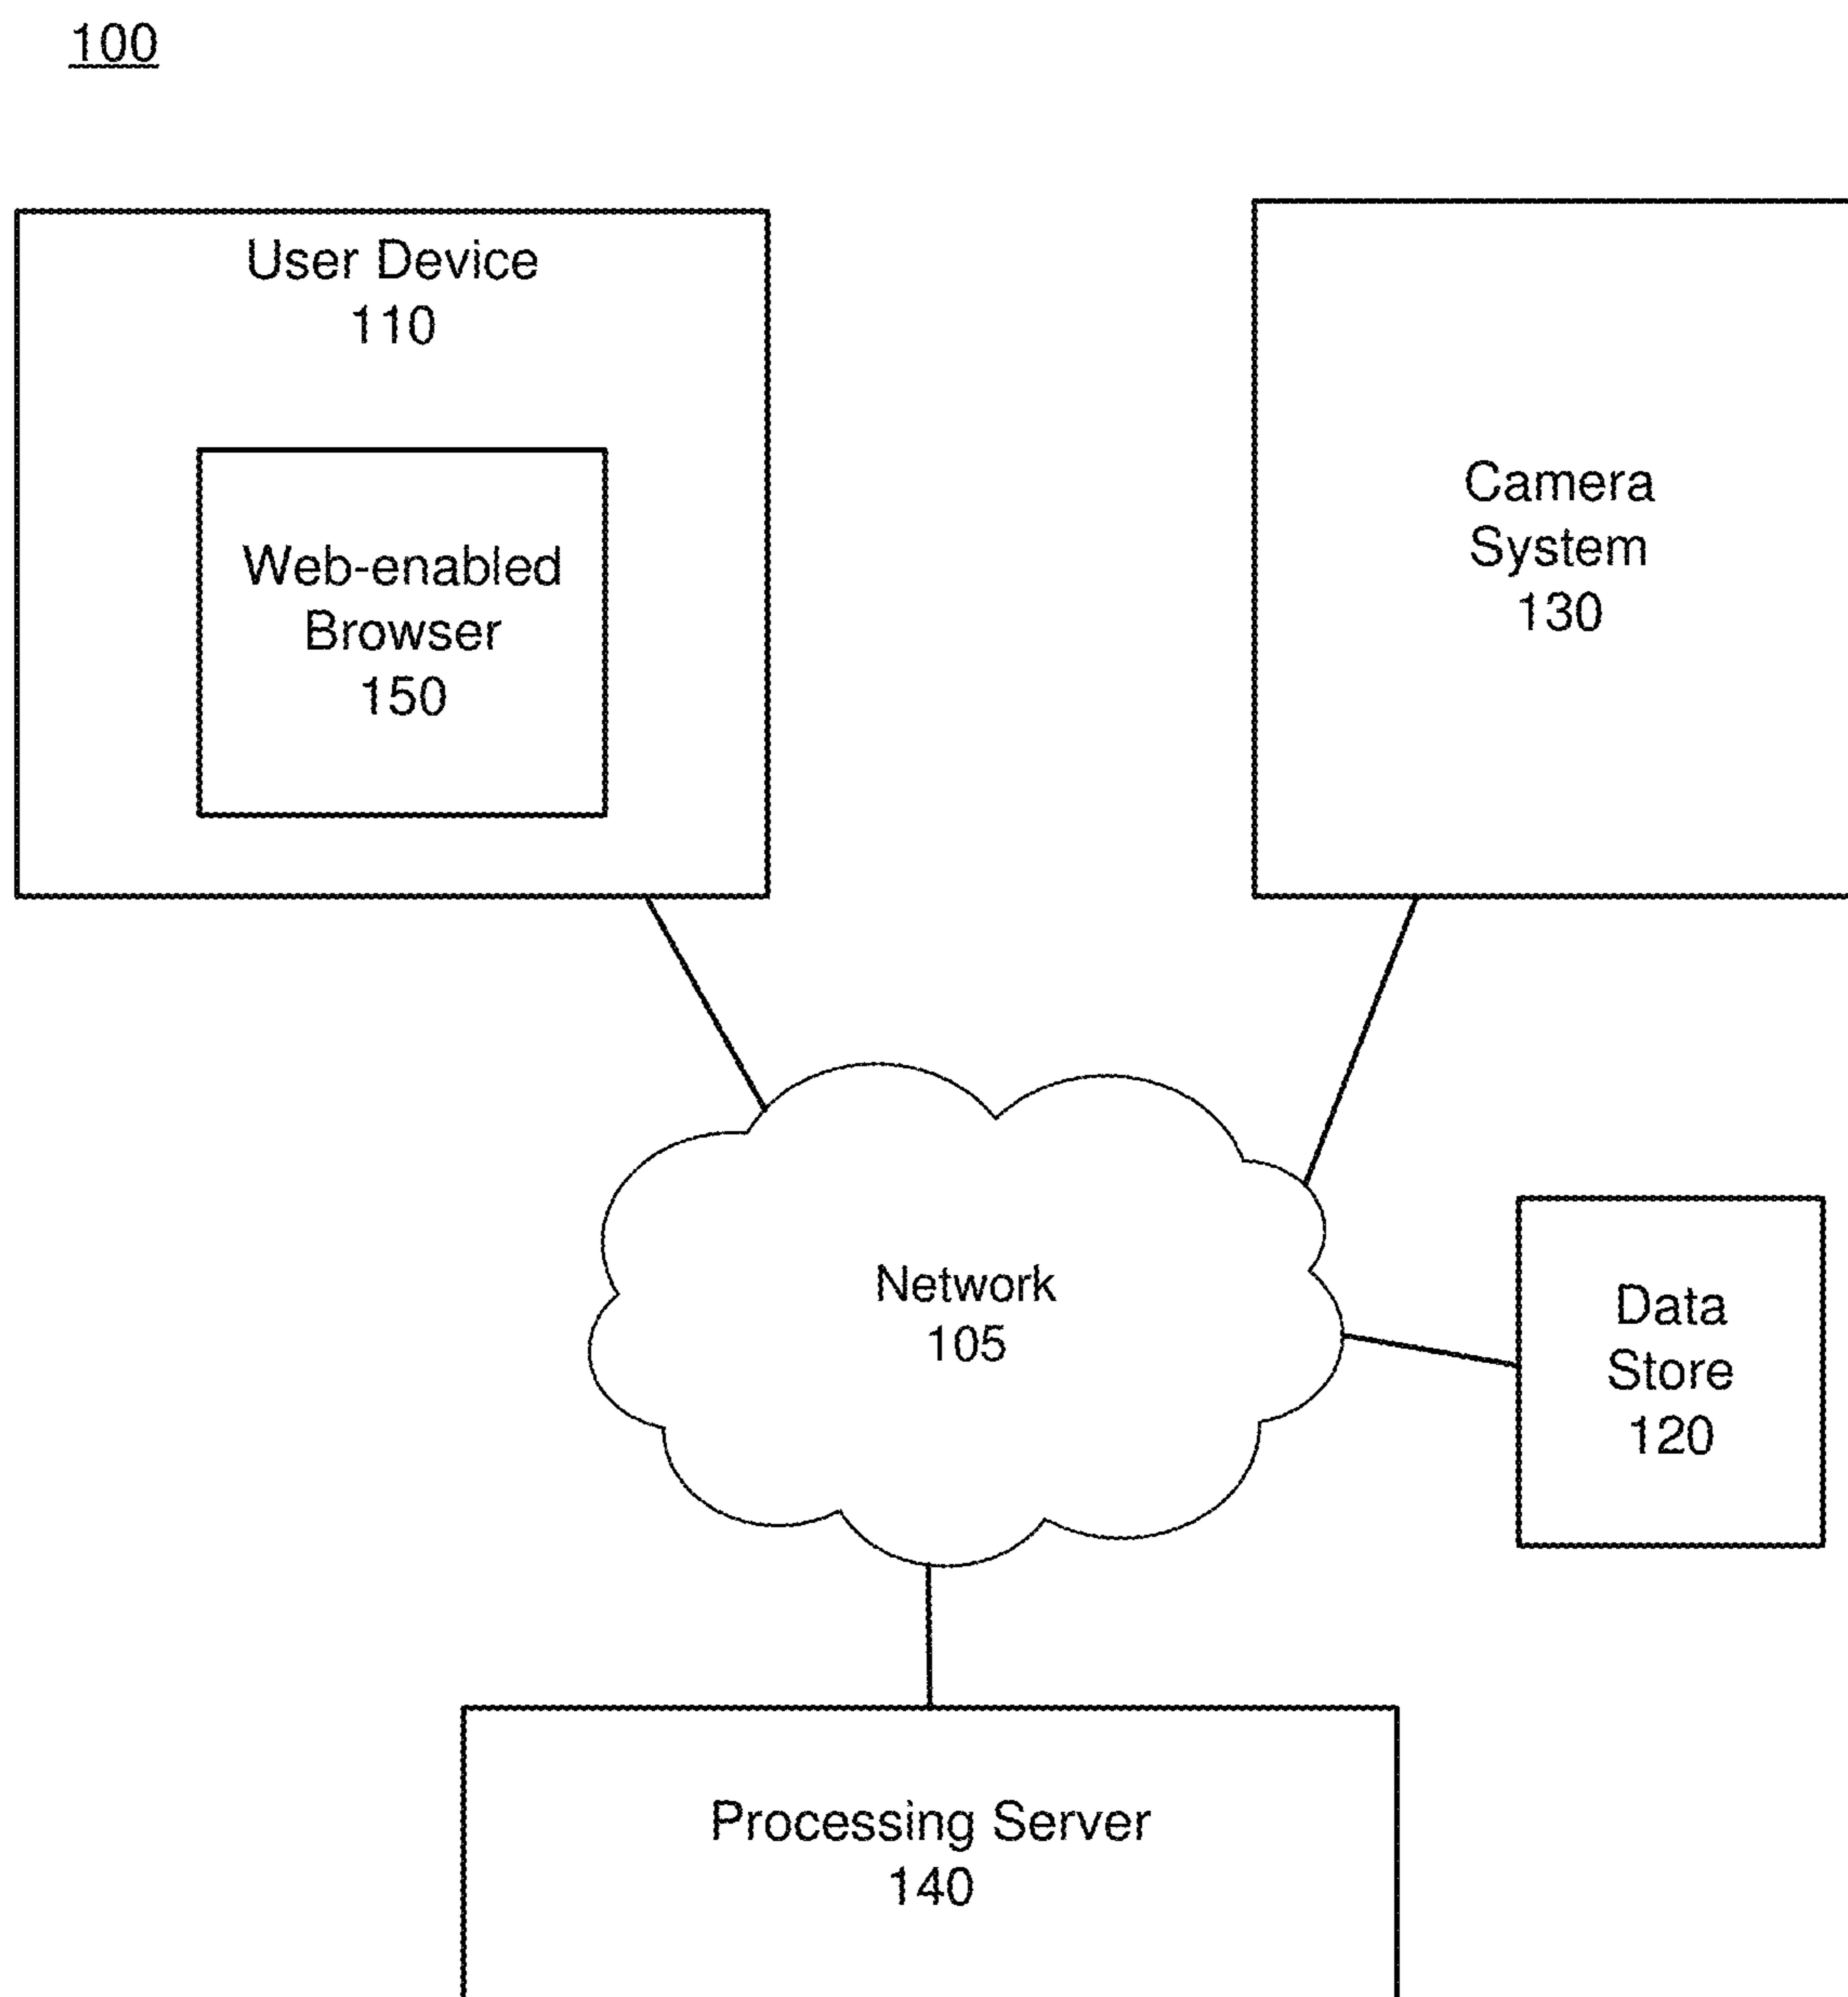 100
User Device
110
Web-enabled
Browser
150
Camera
System
130
Network
105
Data
Store
120
Processing Server
140